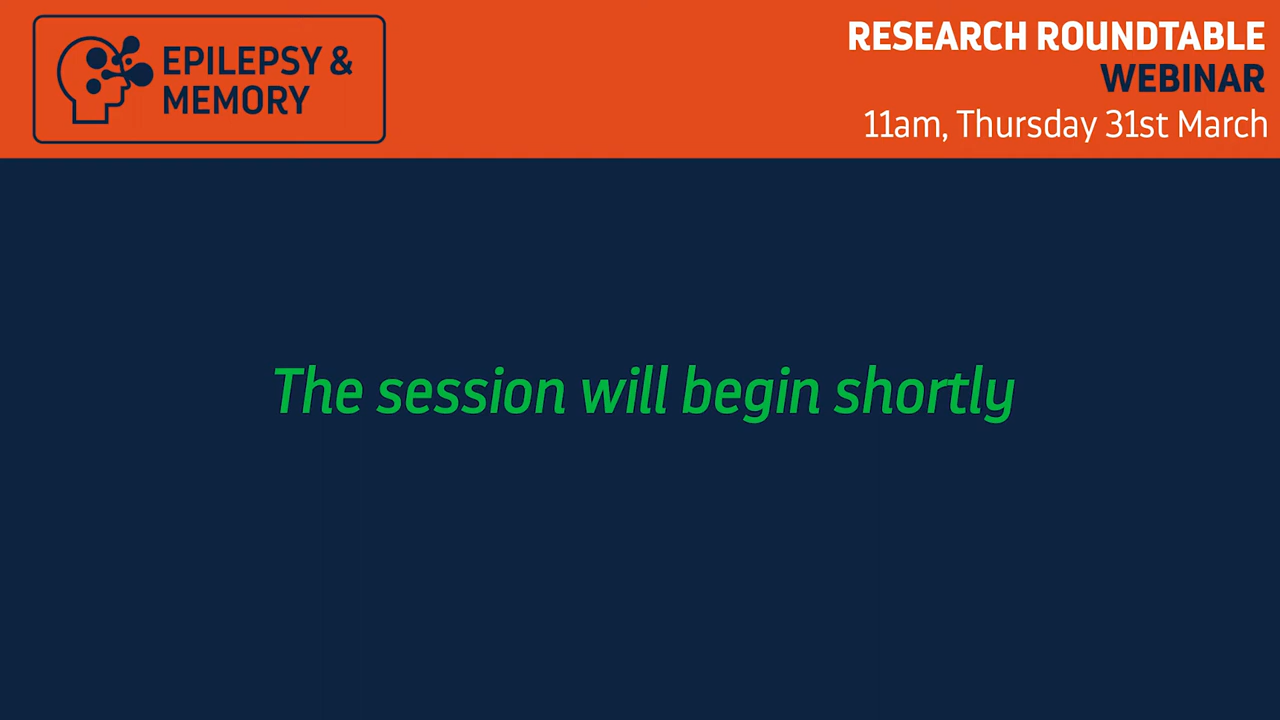 EPILEPSY &
MEMORY
RESEARCH ROUNDTABLE
WEBINAR
11am, Thursday 31st March
The session will begin shortly